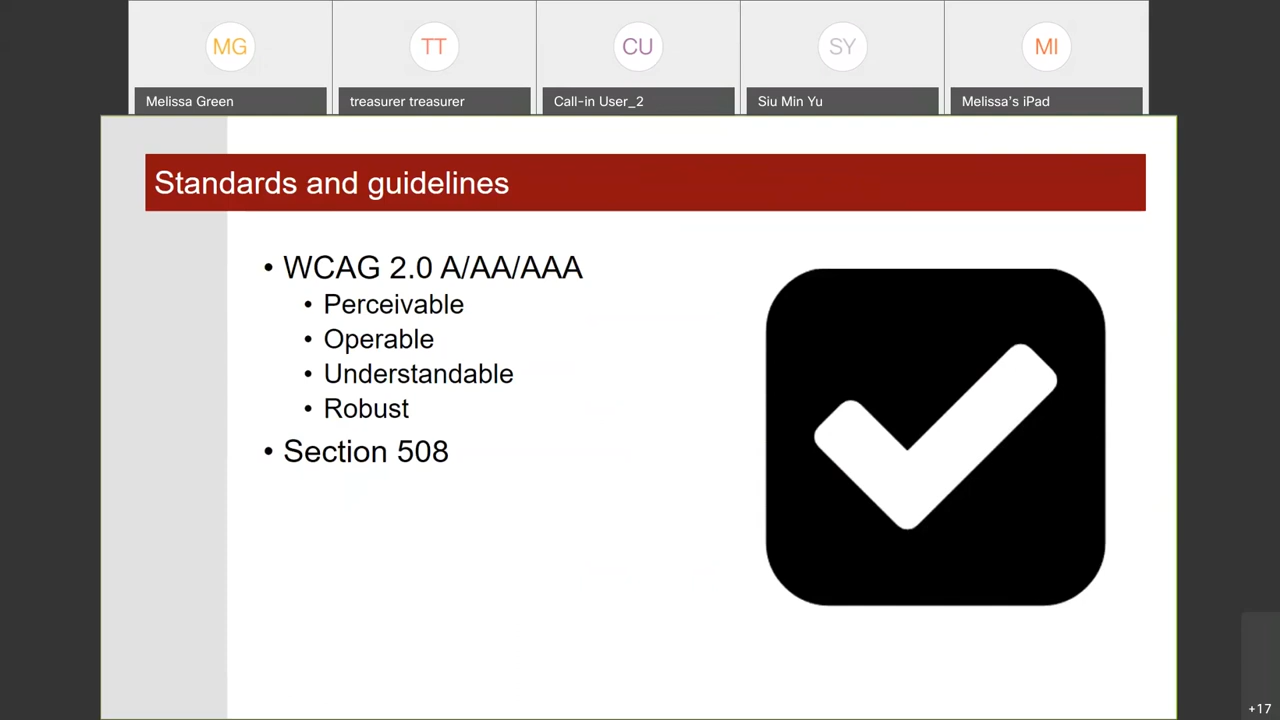 MG
TT
CU
SY
MI
Melissa Green
treasurer treasurer
Call-in User_2
Siu Min Yu
Melissa's iPad
Standards and guidelines
• WCAG 2.0 A/AA/AAA
• Perceivable
• Operable
• Understandable
• Robust
• Section 508
+17